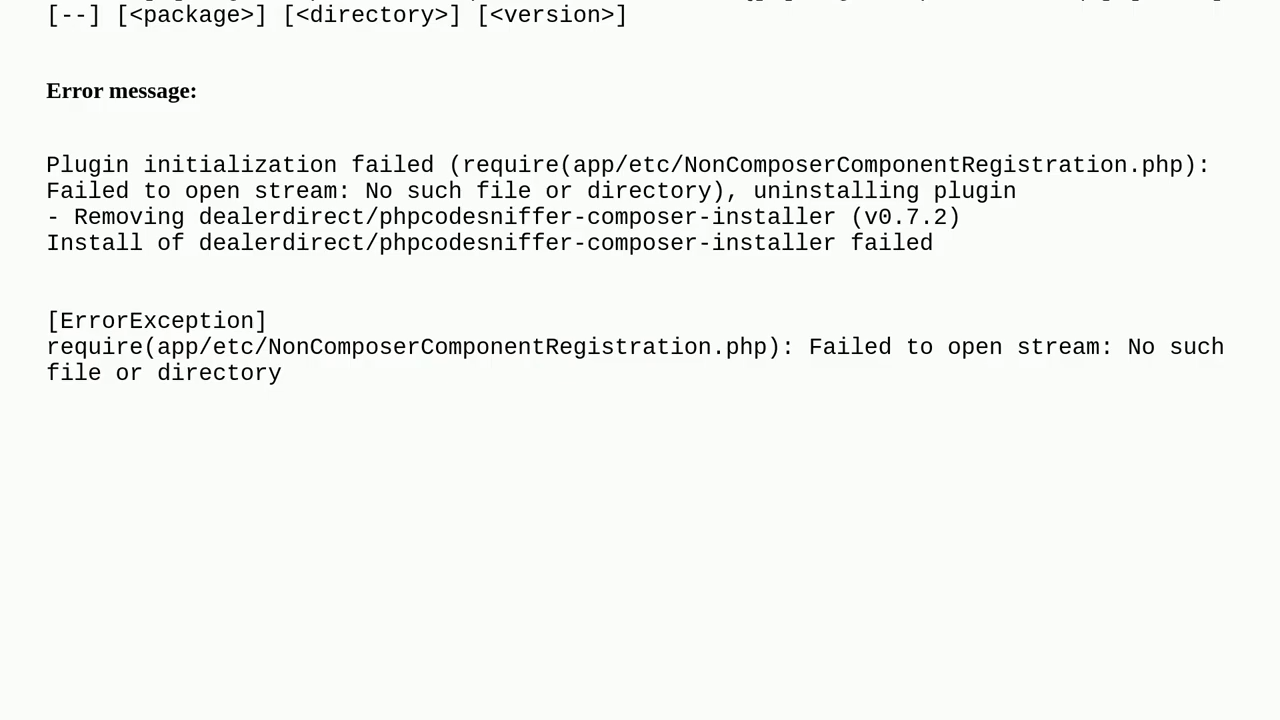 [--] [<package>] [<directory>] [<version>]
Error message:
Plugin initialization failed (require(app/etc/NonComposerComponentRegistration.php):
Failed to open stream: No such file or directory), uninstalling plugin
- Removing dealerdirect/phpcodesniffer-composer-installer (v0.7.2)
Install of dealerdirect/phpcodesniffer-composer-installer failed
[ErrorException]
require(app/etc/NonComposerComponentRegistration.php): Failed to open stream: No such
file or directory